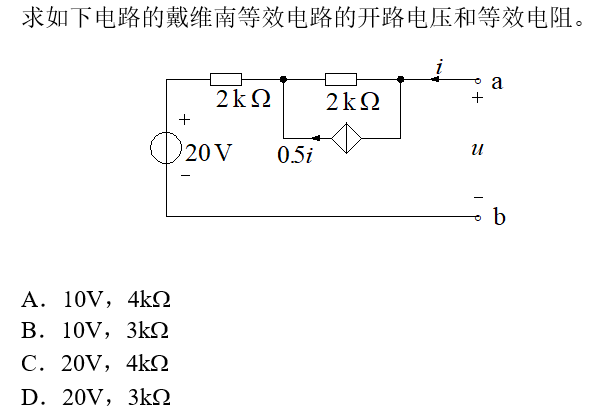 求如下电路的戴维南等效电路的开路电压和等效电阻。
i
a
2kΩ
2kΩ
+
+
20V
0.5i
u
−
−
b
A．10V，4kΩ
B．10V，3kΩ
C．20V，4kΩ
D．20V，3kΩ